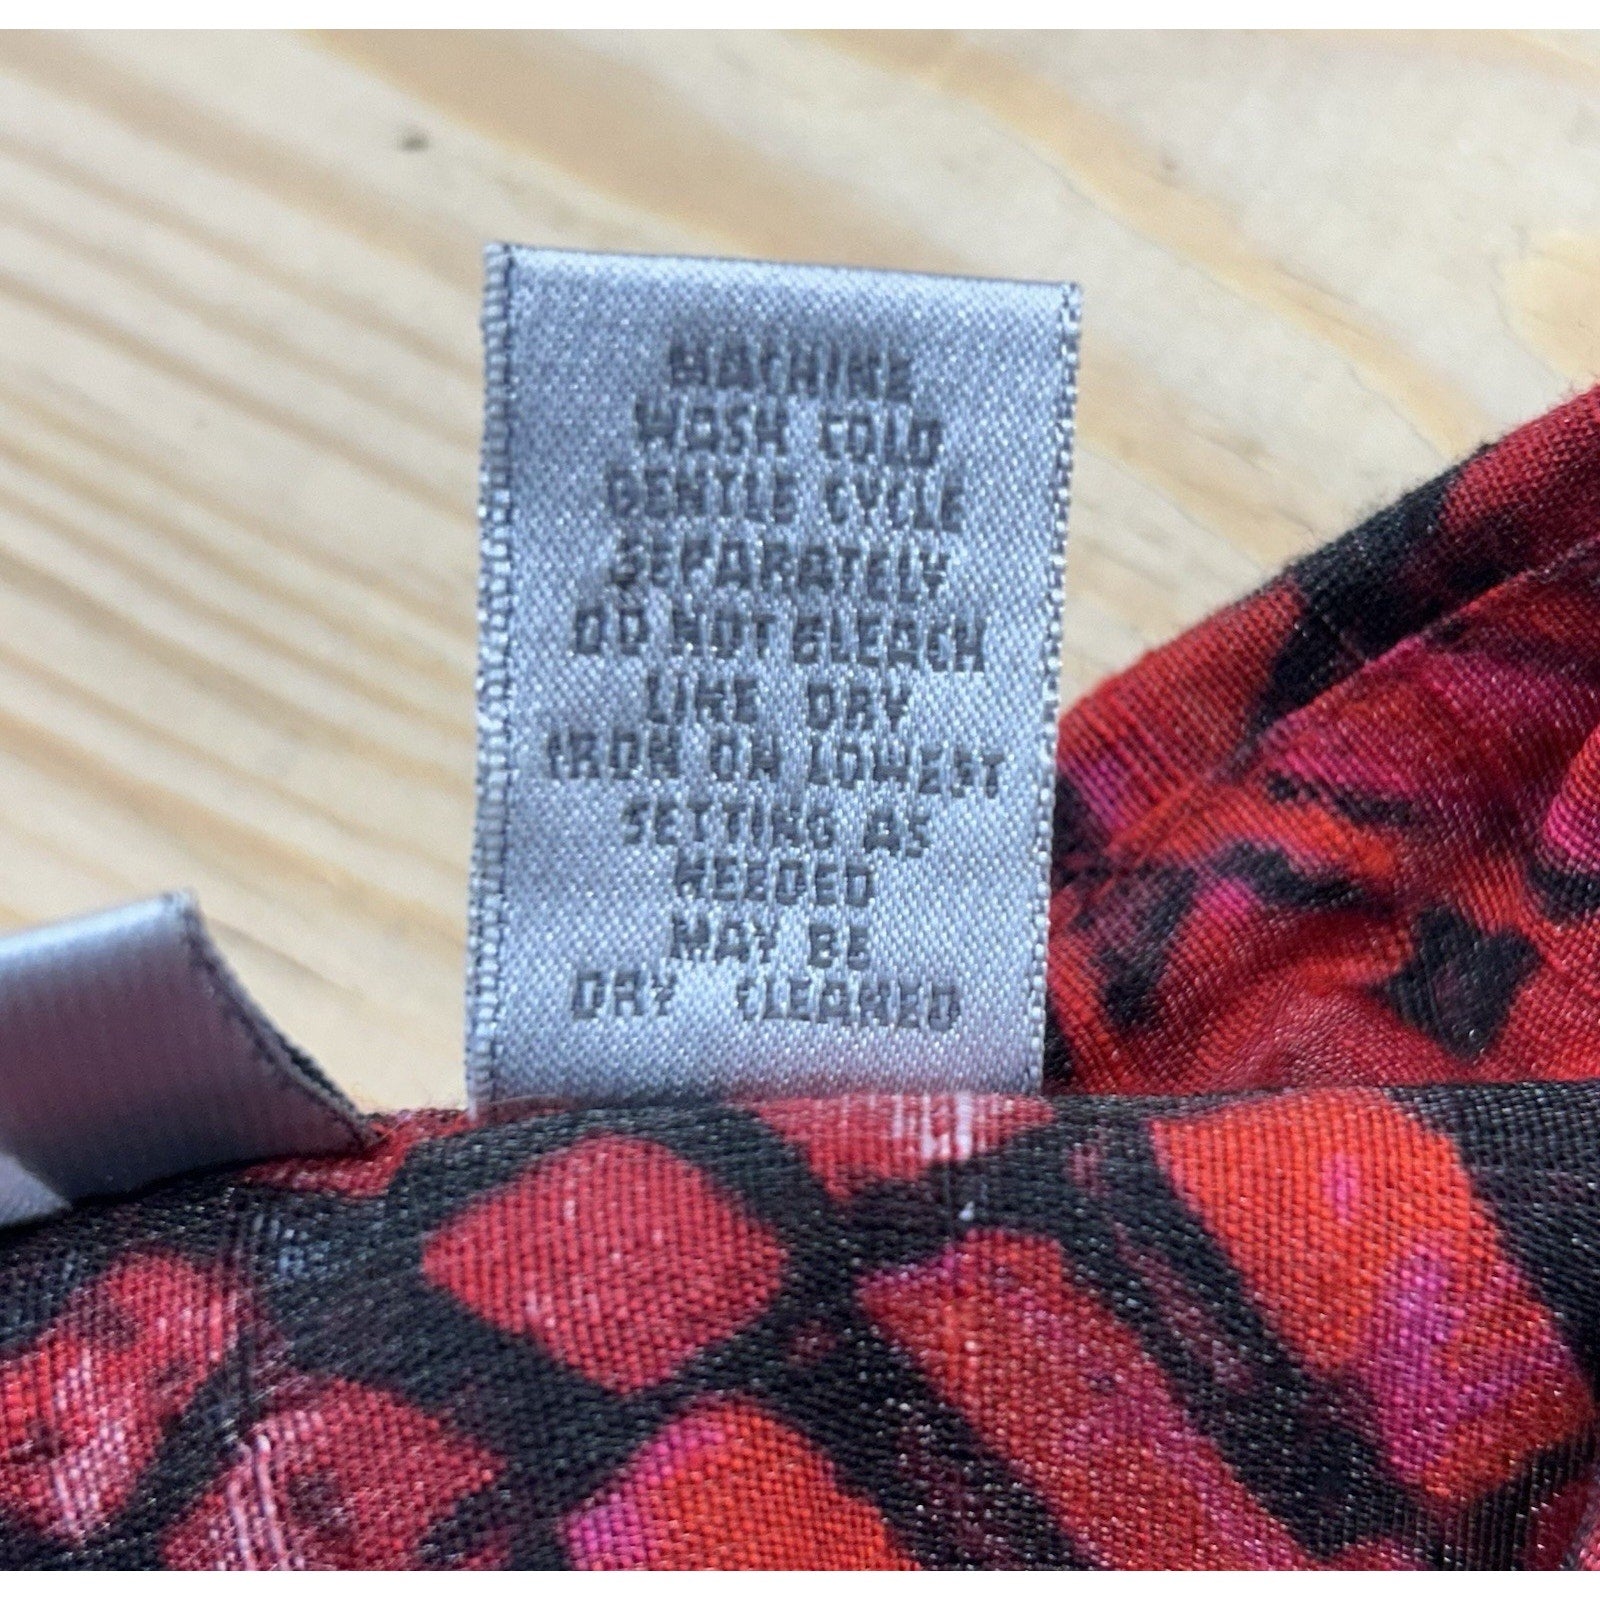 MACHINE
WASH COLD
GENTLE CYCLE
SEPARATELY
DO NOT BLEACH
LINE DRY
IRON ON LOWEST
SETTING AS
NEEDED
MAY BE
DRY CLEANED